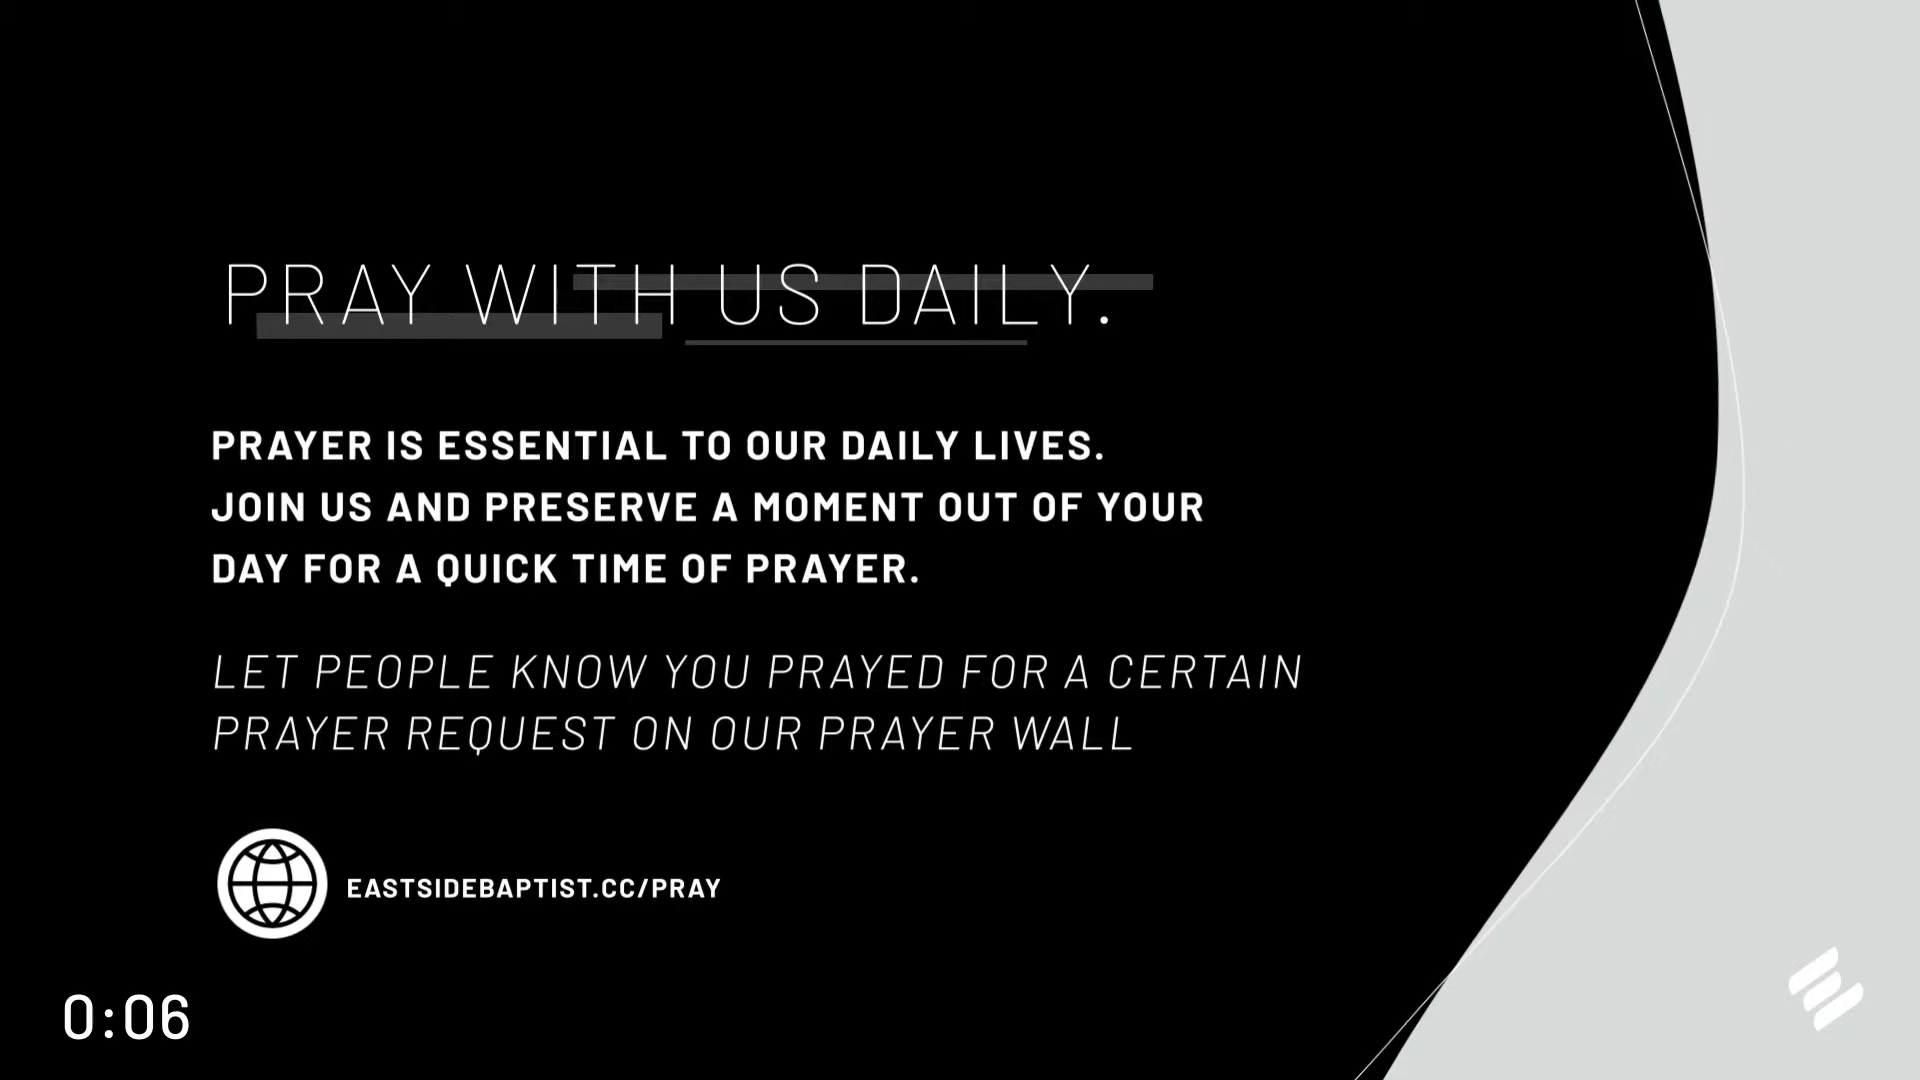 PRAY WITH US DAILY.
PRAYER IS ESSENTIAL TO OUR DAILY LIVES.
JOIN US AND PRESERVE A MOMENT OUT OF YOUR
DAY FOR A QUICK TIME OF PRAYER.
LET PEOPLE KNOW YOU PRAYED FOR A CERTAIN
PRAYER REQUEST ON OUR PRAYER WALL
EASTSIDEBAPTIST.CC/PRAY
0:06